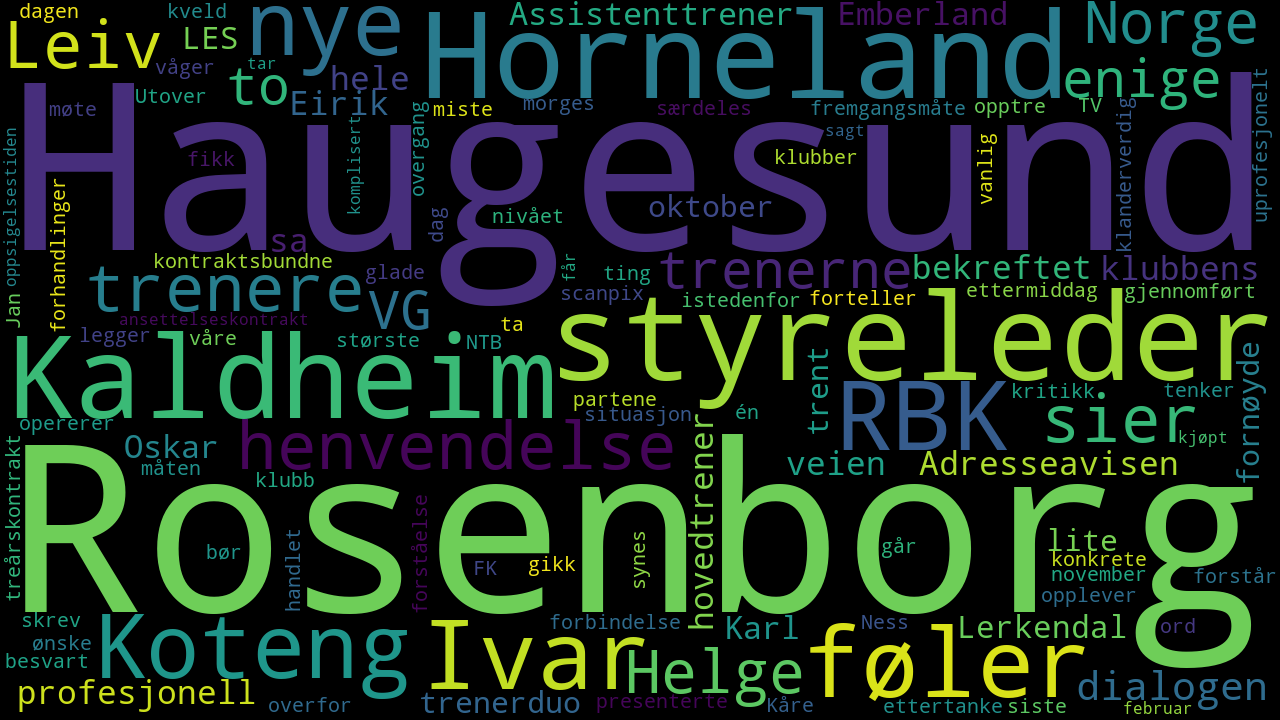 dagen
kveld
nye
Assistenttrener
Emberland
Norge
Leiv
LES
Horneland
våger
tar
to
hele
enige
Utover
Eirik
møte
miste
morges
særdeles
fremgangsmåte
opptre
TV
Haugesund
overgang
sagt
klanderverdig
uprofesjonelt
fikk
komplisert
klubber
vanlig
oppsigelsestiden
forhandlinger
dag
nivået
oktober
sa
kontraktsbundne
glade
får
ting
trenerne
bekreftet
klubbens
trenere
VG
scanpix
istedenfor
forteller
ettermiddag
gjennomført
Jan
ansettelseskontrakt
legger
våre
største
NTB
ta
styreleder
Kaldheim
trent
RBK
kritikk
tenker
fornøyde
partene
situasjon
én
sier
kjøpt
opererer
Oskar
henvendelse
hovedtrener
måten
klubb
veien
Adresseavisen
treårskontrakt
Rosenborg
handlet
forståelse
bør
FK
gikk
synes
går
lite
konkrete
november
forstår
opplever
skrev
ønske
besvart
Koteng
Ivar
forbindelse
Karl
Ness
Lerkendal
ord
Helge
føler
profesjonell
overfor
trenerduo
presenterte
Kåre
ettertanke
siste
dialogen
februar